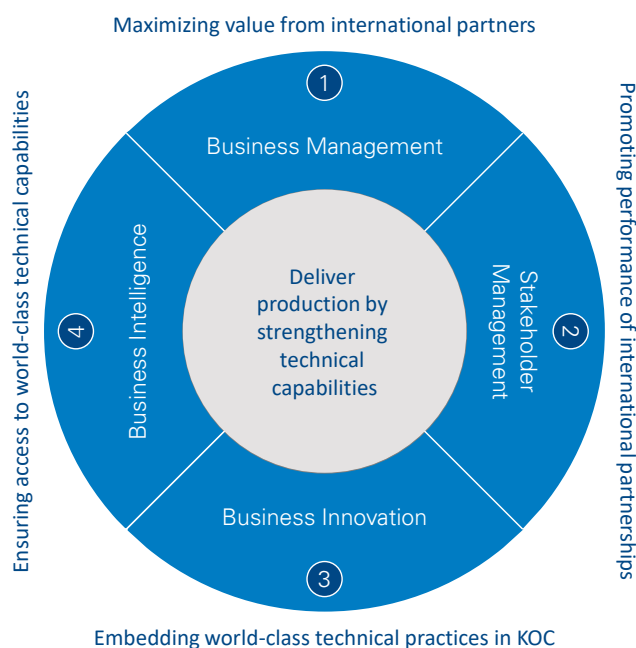 Maximizing value from international partners
1
Business Management
Promoting performance of international partnerships
2
Stakeholder
Management
Deliver
production by
strengthening
technical
capabilities
Business Innovation
3
Embedding world-class technical practices in KOC
4
Business Intelligence
Ensuring access to world-class technical capabilities